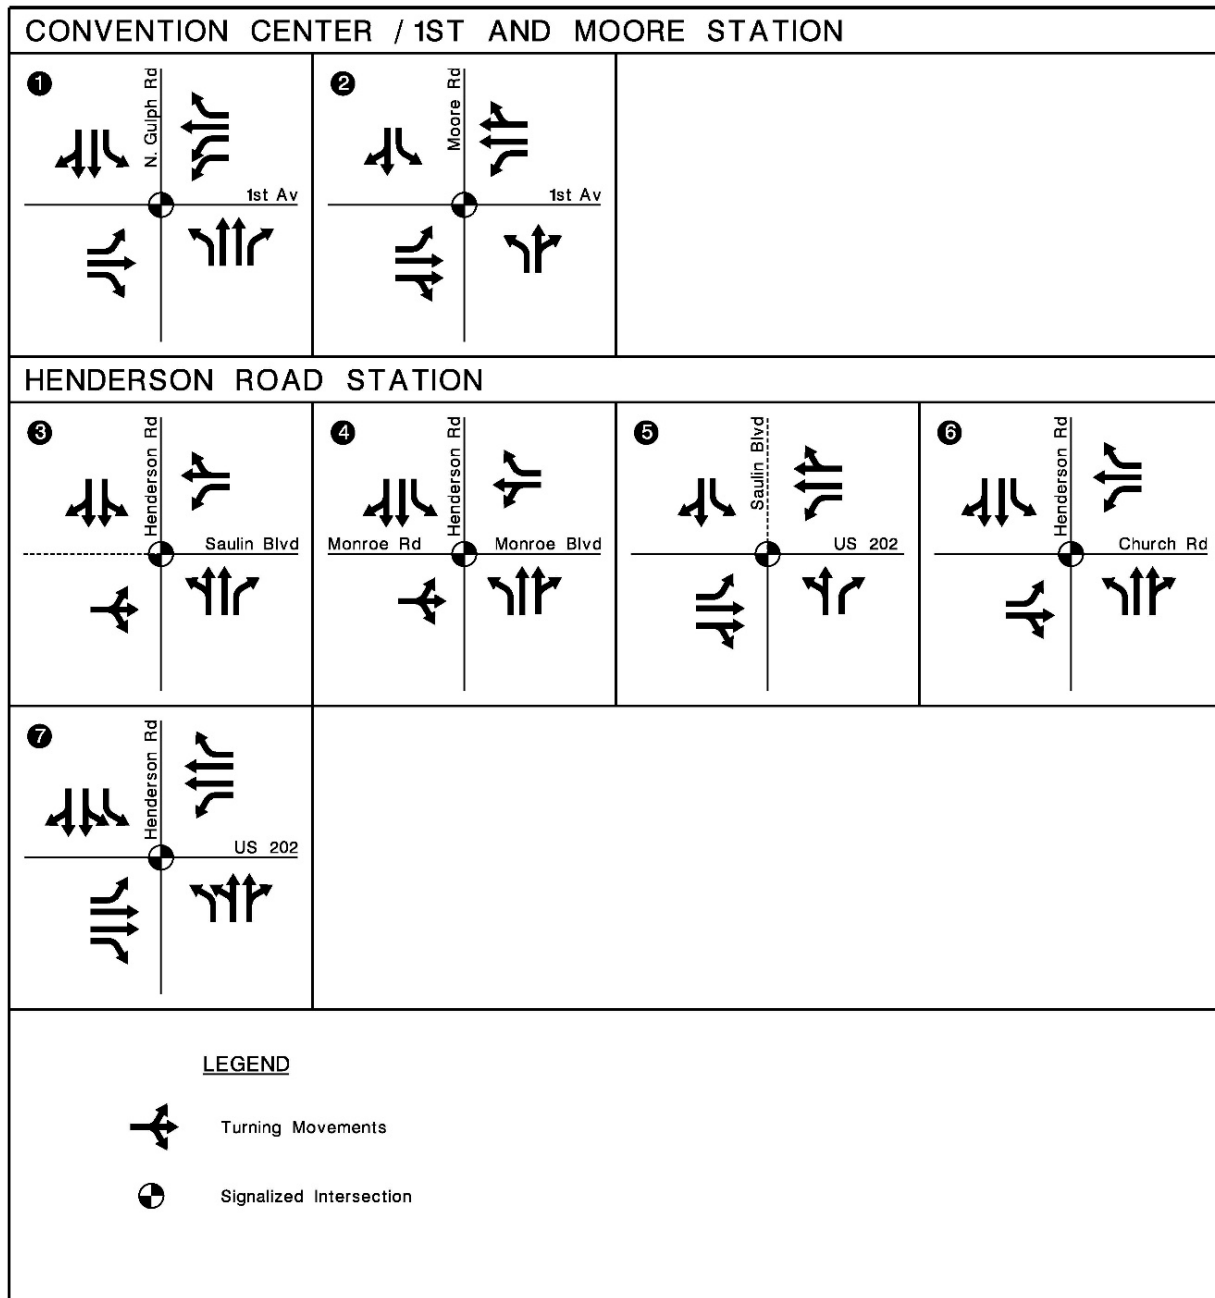 CONVENTION CENTER / 1ST AND MOORE STATION
1
N. Gulph Rd
1st Av
2
Moore Rd
1st Av
HENDERSON ROAD STATION
3
Henderson Rd
Saulin Blvd
4
Henderson Rd
Monroe Rd
Monroe Blvd
5
Saulin Blvd
US 202
6
Henderson Rd
Church Rd
7
Henderson Rd
US 202
LEGEND
Turning Movements
Signalized Intersection